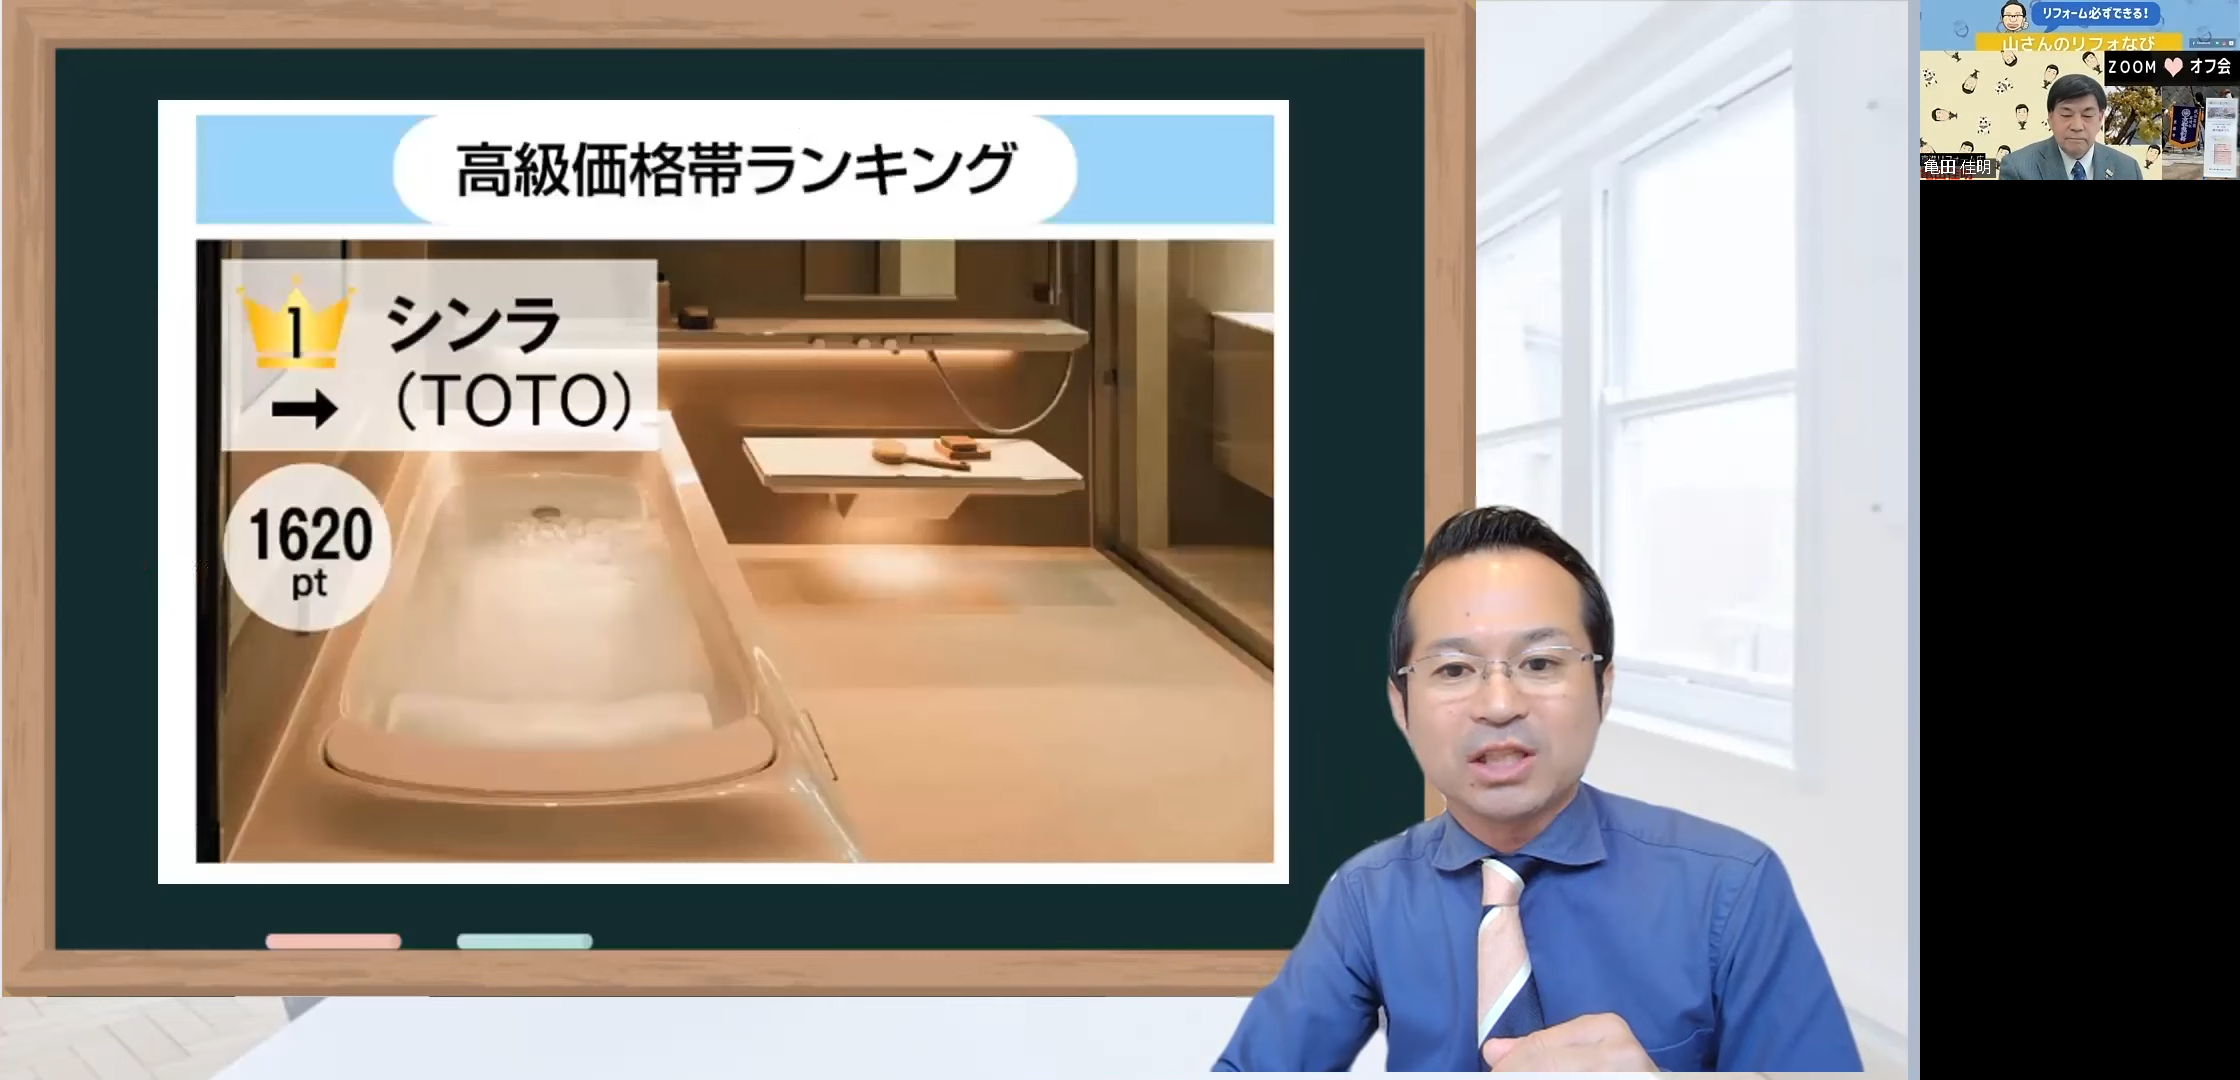 高級価格帯ランキング
1
シンラ
(TOTO)
1620
pt
リフォーム必ずできる!
山さんのリフォなび
ZOOM オフ会
亀田 佳明